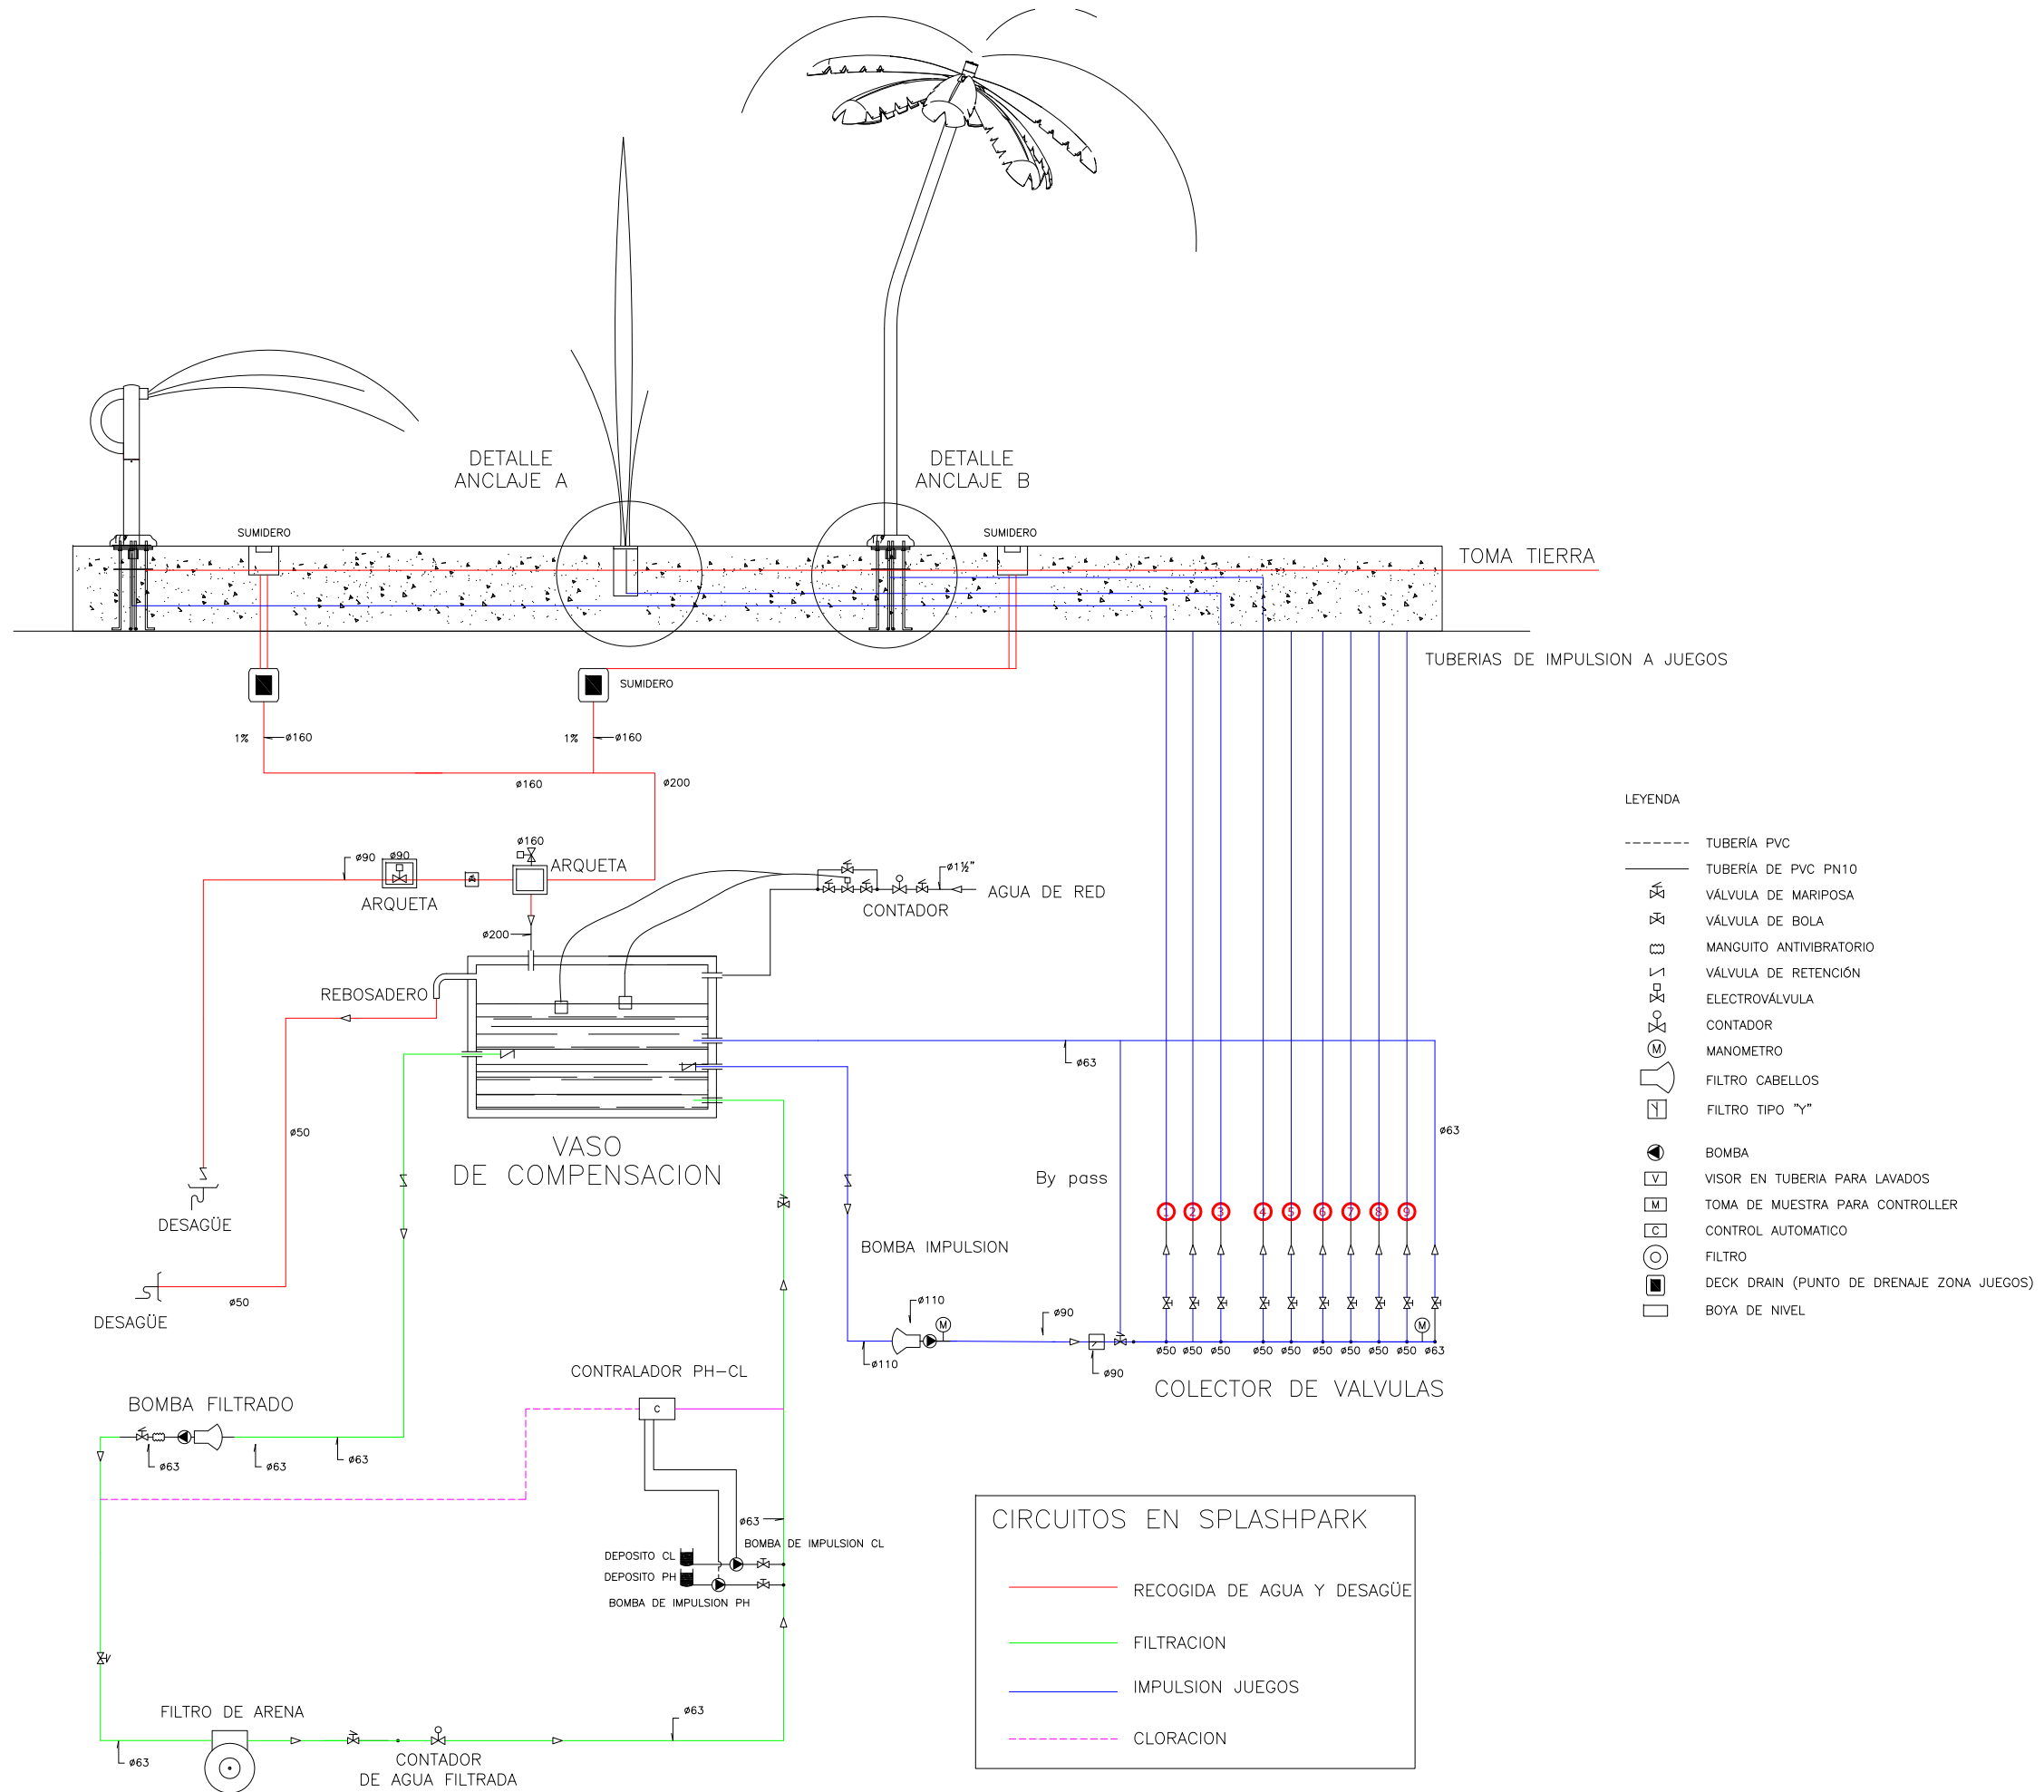 DETALLE
ANCLAJE A
DETALLE
ANCLAJE B
SUMIDERO
SUMIDERO
TOMA TIERRA
TUBERIAS DE IMPULSION A JUEGOS
SUMIDERO
1%
ø160
1%
ø160
ø160
ø200
ø90
ø90
ø160
ARQUETA
ARQUETA
ø1½"
AGUA DE RED
CONTADOR
ø200
REBOSADERO
ø63
ø50
ø63
VASO
DE COMPENSACION
By pass
DESAGÜE
1
2
3
4
5
6
7
8
9
BOMBA IMPULSION
ø50
DESAGÜE
ø110
M
ø90
M
ø110
ø90
ø50
ø50
ø50
ø50
ø50
ø50
ø50
ø50
ø50
ø63
COLECTOR DE VALVULAS
CONTRALADOR PH-CL
C
BOMBA FILTRADO
ø63
ø63
ø63
ø63
BOMBA DE IMPULSION CL
DEPOSITO CL
DEPOSITO PH
BOMBA DE IMPULSION PH
FILTRO DE ARENA
ø63
ø63
CONTADOR
DE AGUA FILTRADA
LEYENDA
TUBERÍA PVC
TUBERÍA DE PVC PN10
VÁLVULA DE MARIPOSA
VÁLVULA DE BOLA
MANGUITO ANTIVIBRATORIO
VÁLVULA DE RETENCIÓN
ELECTROVÁLVULA
CONTADOR
M MANOMETRO
FILTRO CABELLOS
FILTRO TIPO "Y"
BOMBA
V VISOR EN TUBERIA PARA LAVADOS
M TOMA DE MUESTRA PARA CONTROLLER
C CONTROL AUTOMATICO
FILTRO
DECK DRAIN (PUNTO DE DRENAJE ZONA JUEGOS)
BOYA DE NIVEL
CIRCUITOS EN SPLASHPARK
RECOGIDA DE AGUA Y DESAGÜE
FILTRACION
IMPULSION JUEGOS
CLORACION